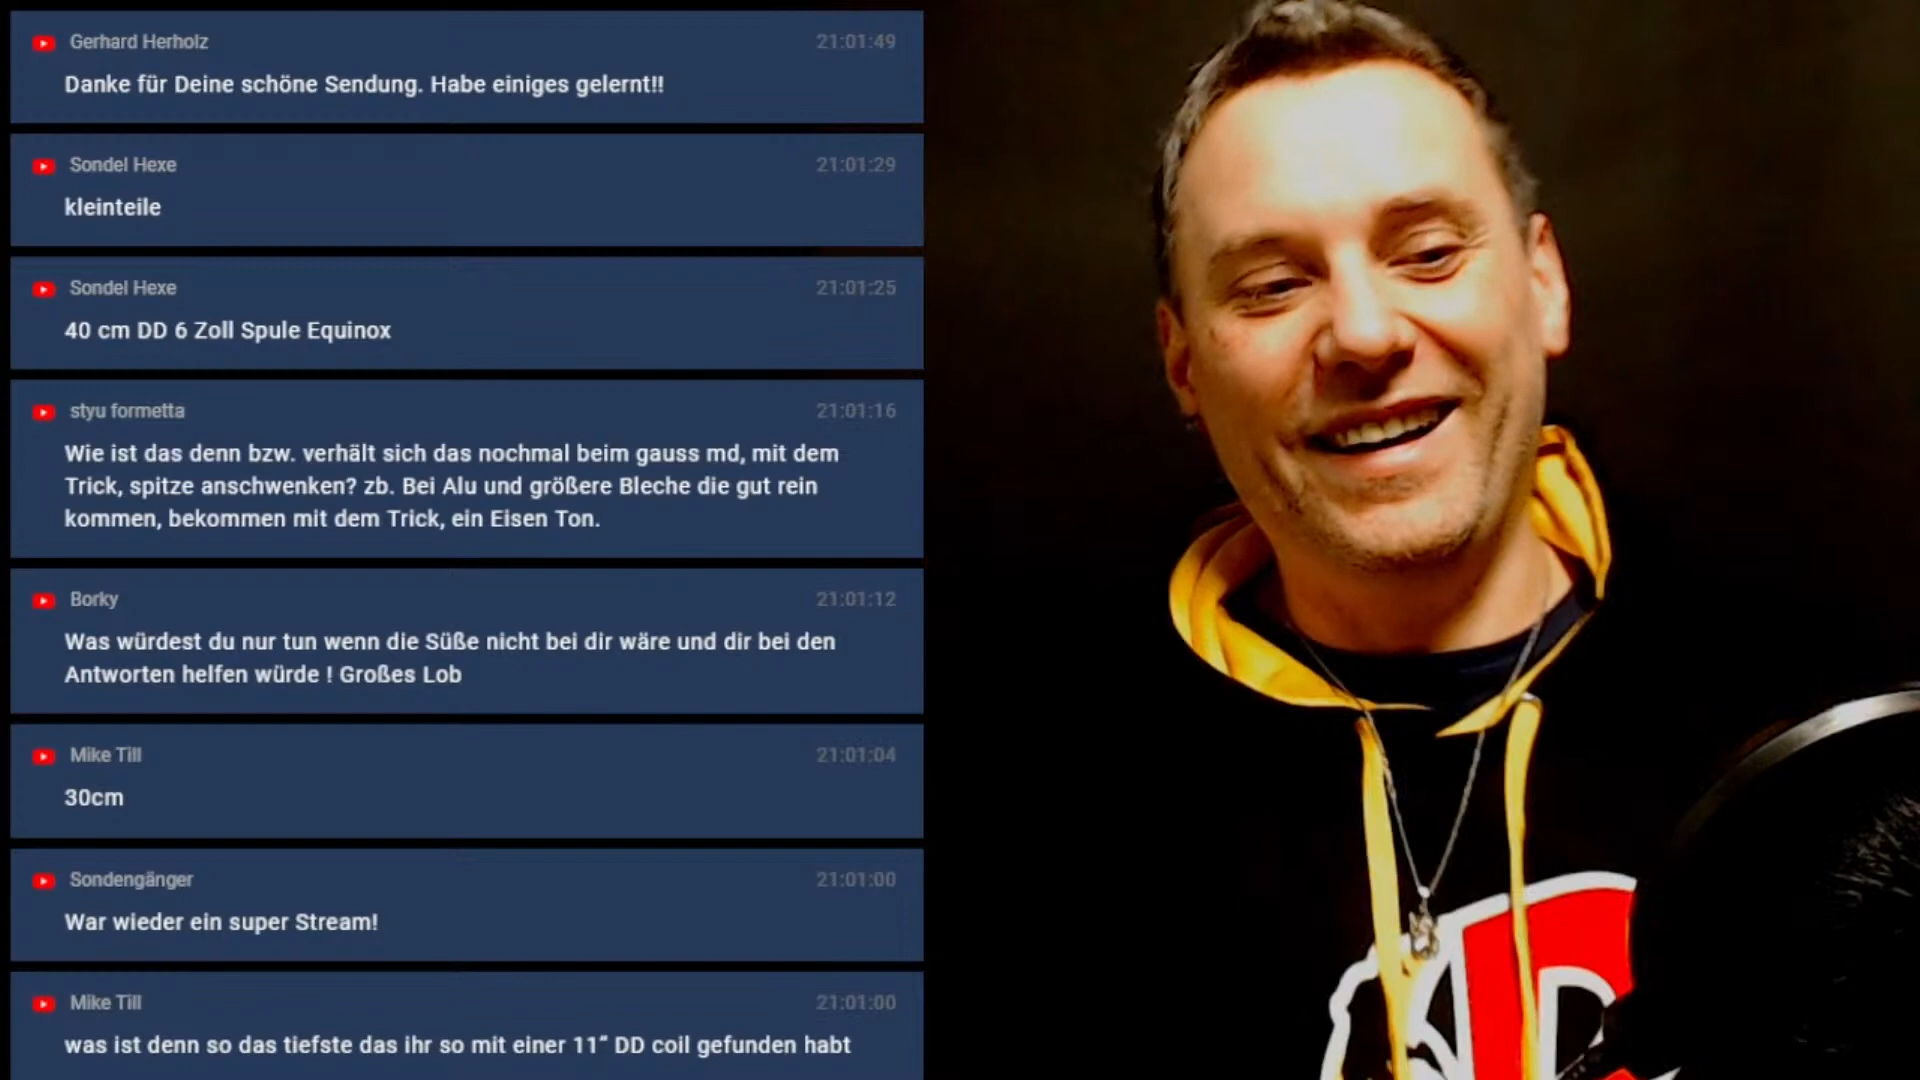 Gerhard Herholz 21:01:49
Danke für Deine schöne Sendung. Habe einiges gelernt!!
Sondel Hexe 21:01:29
kleinteile
Sondel Hexe 21:01:25
40 cm DD 6 Zoll Spule Equinox
styu formetta 21:01:16
Wie ist das denn bzw. verhält sich das nochmal beim gauss md, mit dem
Trick, spitze anschwenken? zb. Bei Alu und größere Bleche die gut rein
kommen, bekommen mit dem Trick, ein Eisen Ton.
Borky 21:01:12
Was würdest du nur tun wenn die Süße nicht bei dir wäre und dir bei den
Antworten helfen würde ! Großes Lob
Mike Till 21:01:04
30cm
Sondengänger 21:01:00
War wieder ein super Stream!
Mike Till 21:01:00
was ist denn so das tiefste das ihr so mit einer 11” DD coil gefunden habt